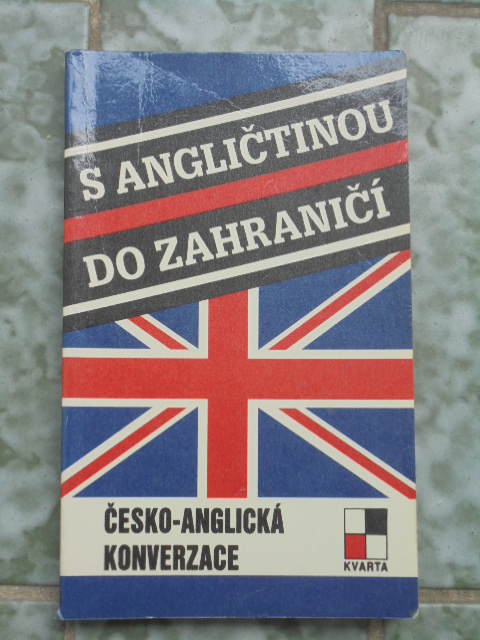 S ANGLIČTINOU
DO ZAHRANIČÍ
ČESKO-ANGLICKÁ
KONVERZACE
KVARTA